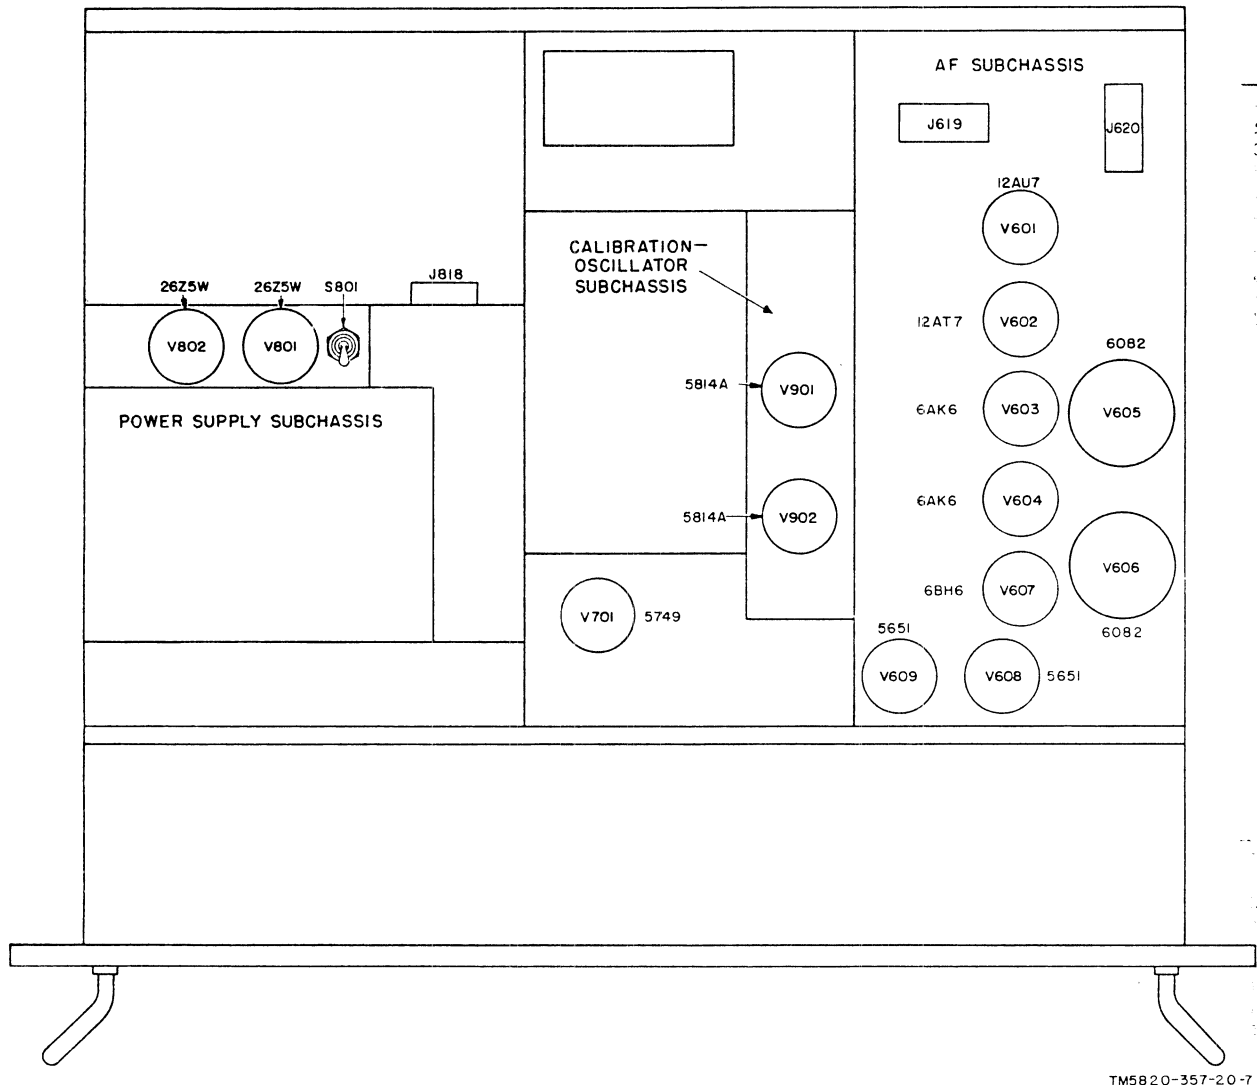 AF SUBCHASSIS
J619
J620
12AU7
V601
CALIBRATION-
OSCILLATOR
SUBCHASSIS
J818
26Z5W
26Z5W
S801
V802
V801
12AT7
V602
6082
5814A
V901
6AK6
V603
V605
POWER SUPPLY SUBCHASSIS
6AK6
V604
5814A
V902
V606
6BH6
V607
V701
5749
6082
5651
V609
V608
5651
TM5820-357-20-7